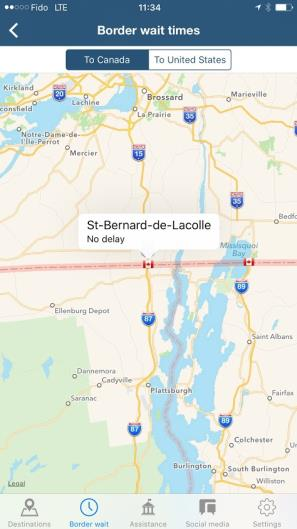 Fido LTE 11:34
Border wait times
To Canada To United States
Kirkland
20
Brossard
Marieville
Lachine
La Prairie
35
Notre-Dame-de-
l'Ile-Perrot
Mercier
15
35
St-Bernard-de-Lacolle
No delay
Missisquoi
Bay
89
Ellenburg Depot
87
Saint Albans
Dannemora
Cadyville
Plattsburgh
Saranac
Fairfax
87
89
Colchester
Burlington
South Burlington
Williston
Legal
Destinations Border wait Assistance Social media Settings